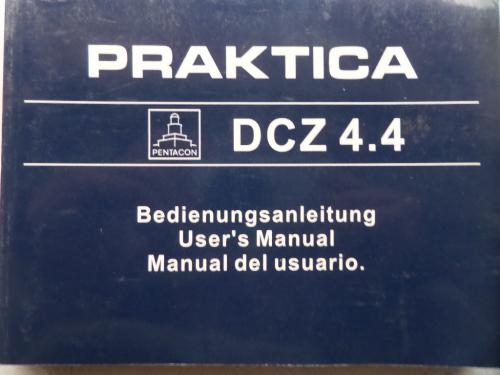 PRAKTICA
PENTACON
DCZ 4.4
Bedienungsanleitung
User's Manual
Manual del usuario.